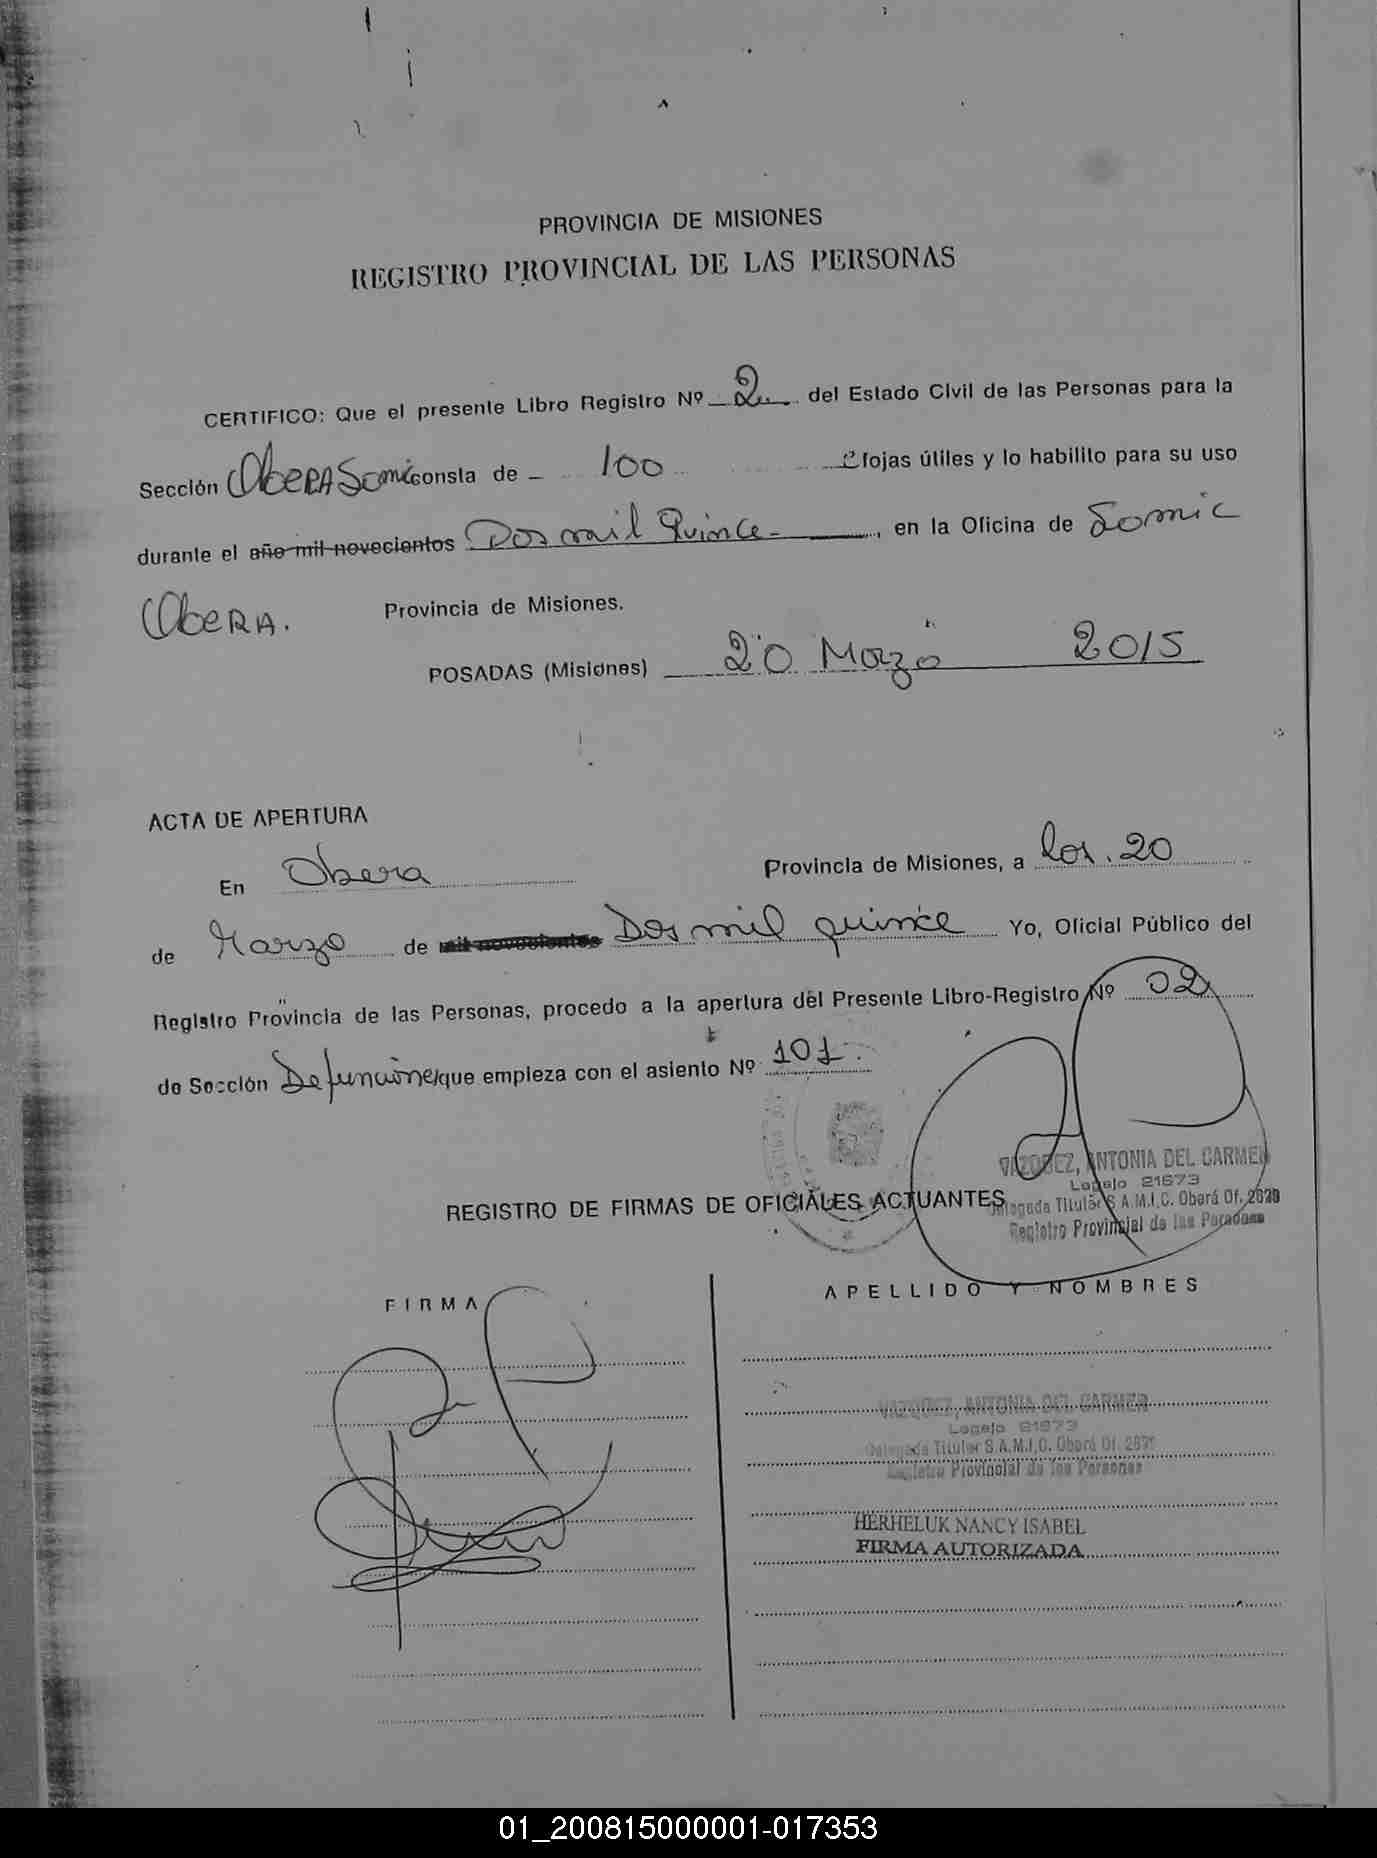 PROVINCIA DE MISIONES
REGISTRO PROVINCIAL DE LAS PERSONAS
CERTIFICO: Que el presente Libro Registro Nº 2 del Estado Civil de las Personas para la
Sección Obera Samic consta de 100 fojas útiles y lo habilito para su uso
durante el año mil novecientos Dos mil Quince, en la Oficina de Samic
Obera. Provincia de Misiones.
POSADAS (Misiones) 20 Marzo 2015
ACTA DE APERTURA
En Obera Provincia de Misiones, a los. 20
de Marzo de mil novecientos Dos mil quince Yo, Oficial Público del
Registro Provincia de las Personas, procedo a la apertura del Presente Libro-Registro Nº 02
de Sección Defunciones que empieza con el asiento Nº 101.
VAZQUEZ, ANTONIA DEL CARMEN
Legajo 21673
REGISTRO DE FIRMAS DE OFICIALES ACTUANTES
Delegada Titular S.A.M.I.C. Oberá Of.
Registro Provincial de las Personas
FIRMA
APELLIDO Y NOMBRES
VAZQUEZ, ANTONIA DEL CARMEN
Legajo 21673
Delegada Titular S.A.M.I.C. Oberá Of.
Registro Provincial de las Personas
HERHELUK NANCY ISABEL
FIRMA AUTORIZADA
01_200815000001-017353